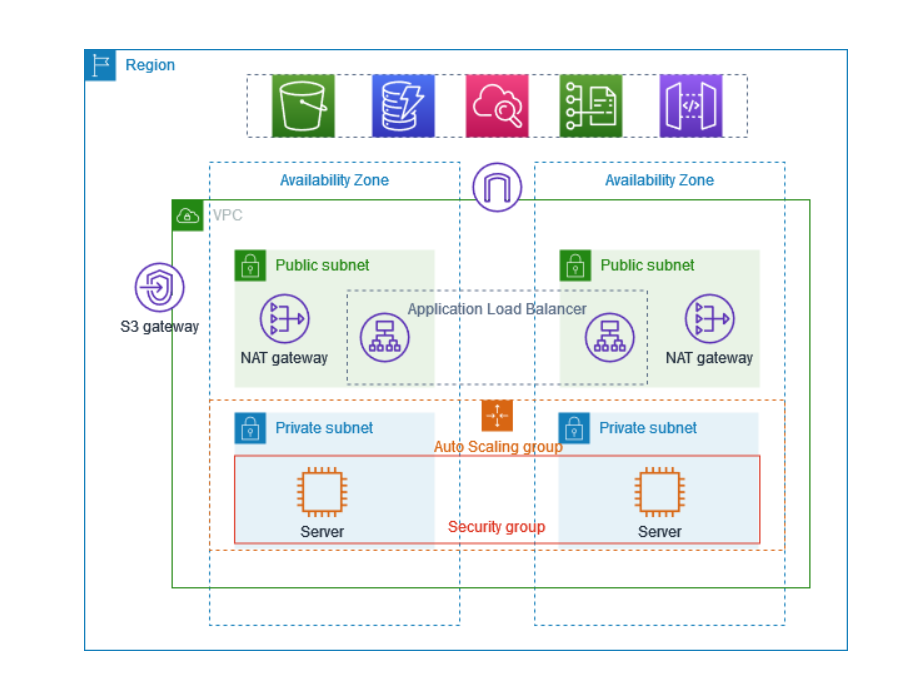 Region
Availability Zone
Availability Zone
VPC
Public subnet
Public subnet
S3 gateway
Application Load Balancer
NAT gateway
NAT gateway
Private subnet
Private subnet
Auto Scaling group
Server
Security group
Server